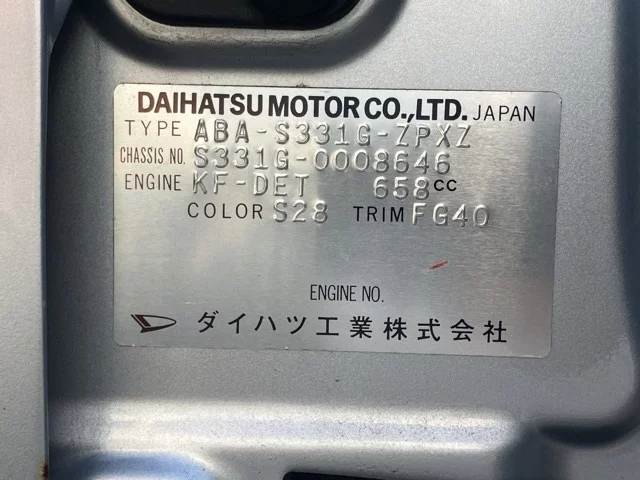 DAIHATSU MOTOR CO.,LTD. JAPAN
TYPE ABA-S331G-ZPXZ
CHASSIS NO. S331G-0008646
ENGINE KF-DET 658CC
COLOR S28 TRIM FG40
ENGINE NO.
ダイハツ工業株式会社